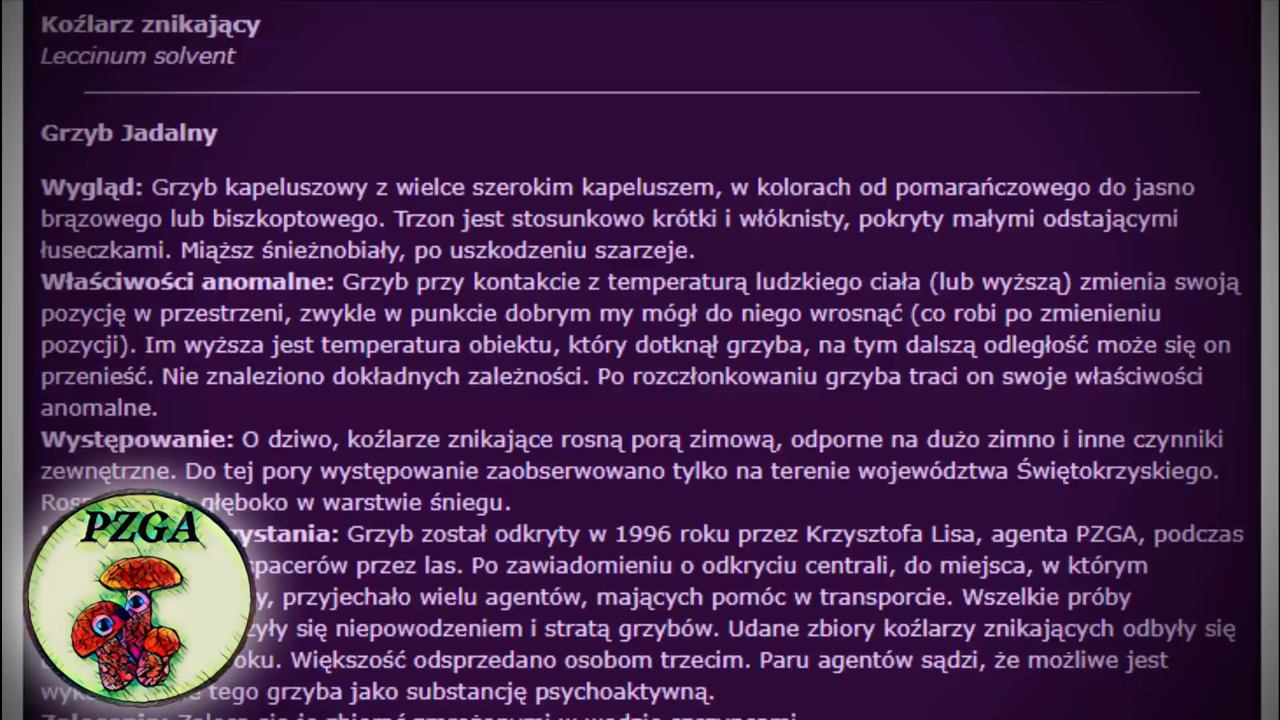 Koźlarz znikający
Leccinum solvent
Grzyb Jadalny
Wygląd: Grzyb kapeluszowy z wielce szerokim kapeluszem, w kolorach od pomarańczowego do jasno
brązowego lub biszkoptowego. Trzon jest stosunkowo krótki i włóknisty, pokryty małymi odstającymi
łuseczkami. Miąższ śnieżnobiały, po uszkodzeniu szarzeje.
Właściwości anomalne: Grzyb przy kontakcie z temperaturą ludzkiego ciała (lub wyższą) zmienia swoją
pozycję w przestrzeni, zwykle w punkcie dobrym my mógł do niego wrosnąć (co robi po zmienieniu
pozycji). Im wyższa jest temperatura obiektu, który dotknął grzyba, na tym dalszą odległość może się on
przenieść. Nie znaleziono dokładnych zależności. Po rozczłonkowaniu grzyba traci on swoje właściwości
anomalne.
Występowanie: O dziwo, koźlarze znikające rosną porą zimową, odporne na dużo zimno i inne czynniki
zewnętrzne. Do tej pory występowanie zaobserwowano tylko na terenie województwa Świętokrzyskiego.
głęboko w warstwie śniegu.
Grzyb został odkryty w 1996 roku przez Krzysztofa Lisa, agenta PZGA, podczas
spacerów przez las. Po zawiadomieniu o odkryciu centrali, do miejsca, w którym
przyjechało wielu agentów, mających pomóc w transporcie. Wszelkie próby
się niepowodzeniem i stratą grzybów. Udane zbiory koźlarzy znikających odbyły się
Większość odsprzedano osobom trzecim. Paru agentów sądzi, że możliwe jest
tego grzyba jako substancję psychoaktywną.
PZGA